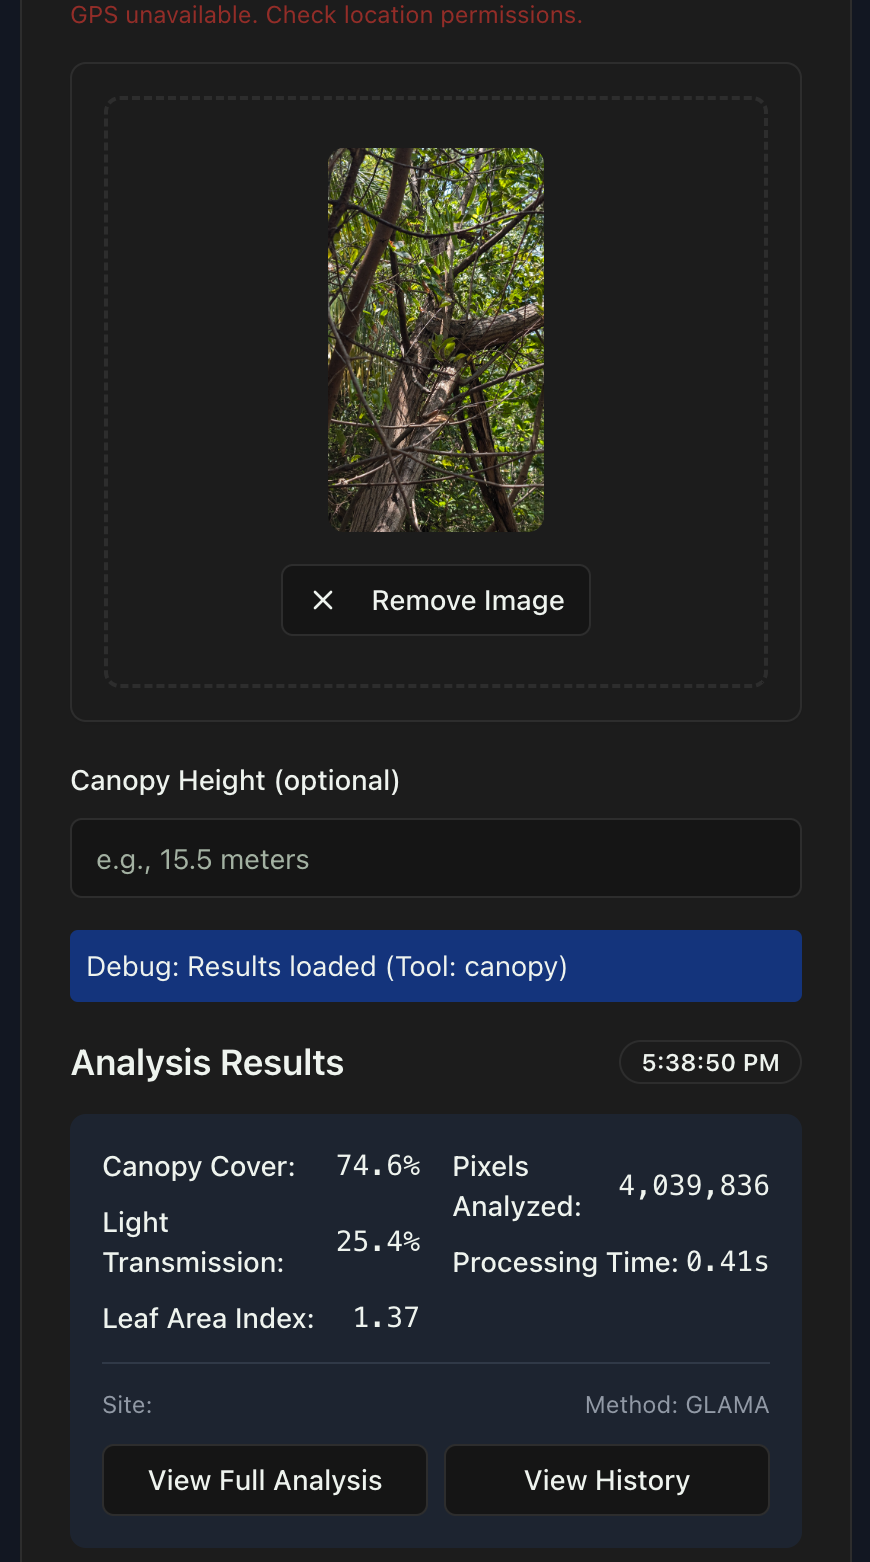 GPS unavailable. Check location permissions.
Remove Image
Canopy Height (optional)
e.g., 15.5 meters
Debug: Results loaded (Tool: canopy)
Analysis Results
5:38:50 PM
Canopy Cover: 74.6%
Light
Transmission: 25.4%
Leaf Area Index: 1.37
Pixels
Analyzed: 4,039,836
Processing Time: 0.41s
Site:
Method: GLAMA
View Full Analysis
View History